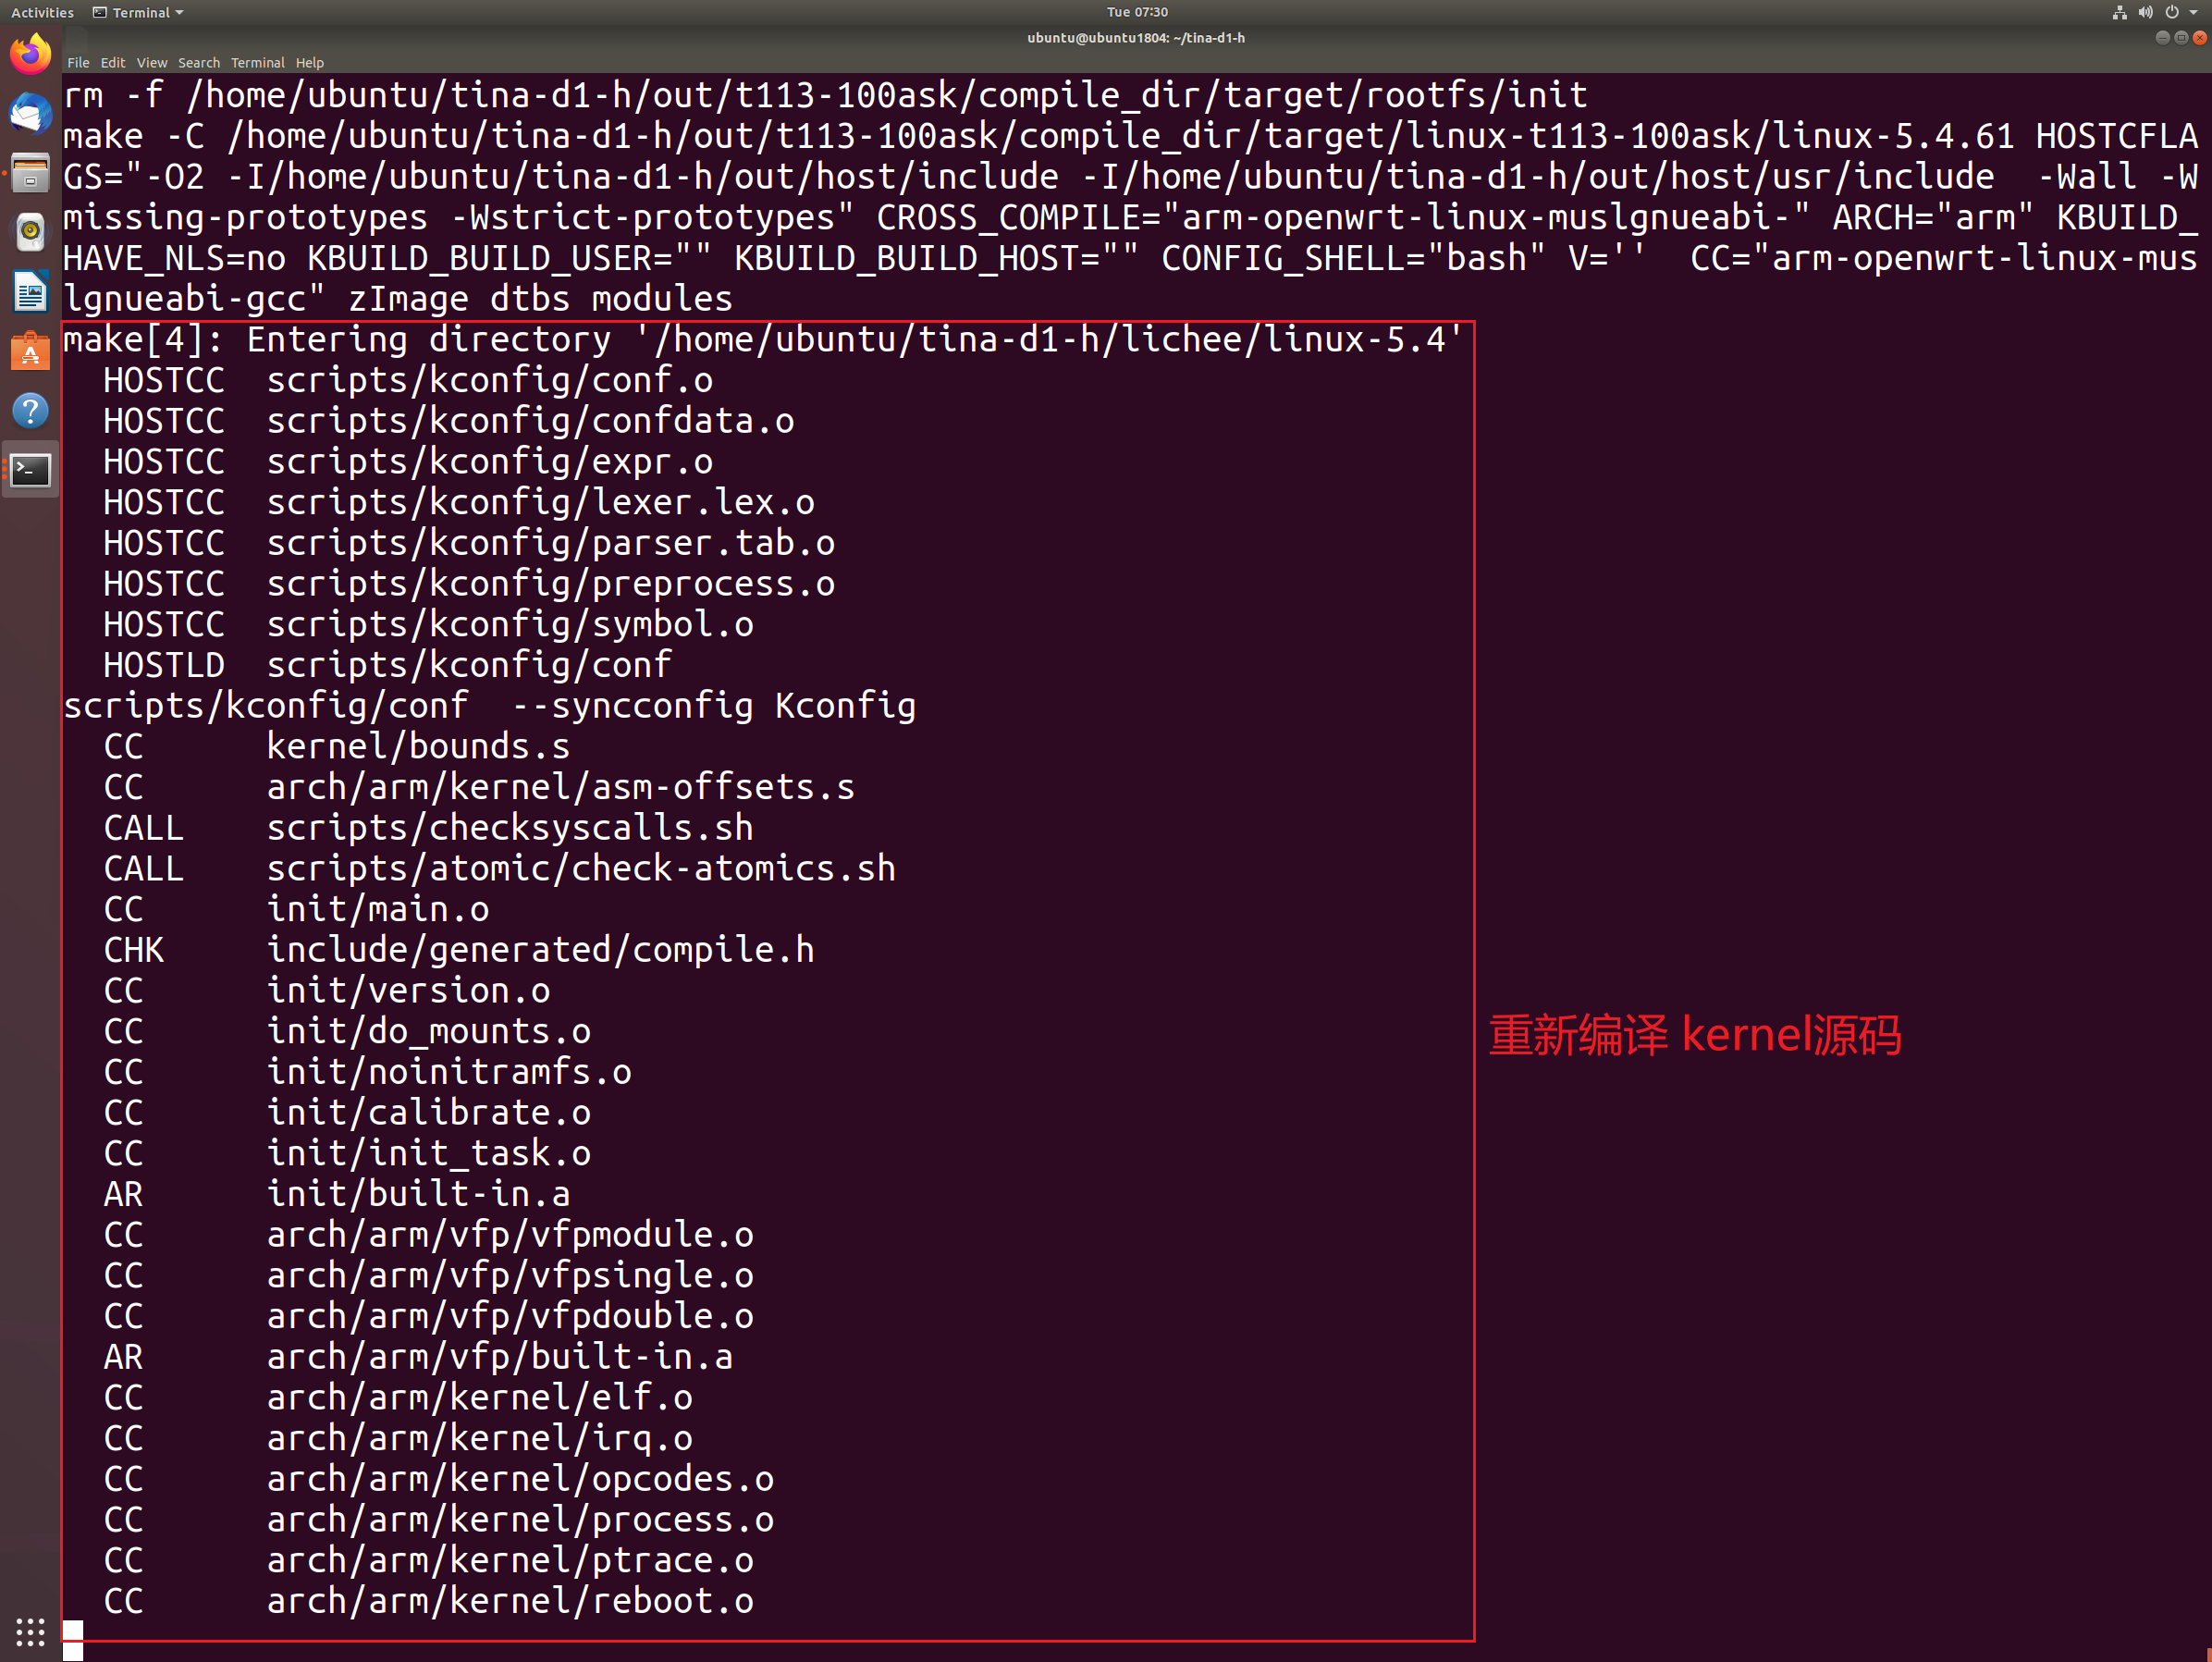 Activities Terminal Tue 07:30
ubuntu@ubuntu1804: ~/tina-d1-h
File Edit View Search Terminal Help
rm -f /home/ubuntu/tina-d1-h/out/t113-100ask/compile_dir/target/rootfs/init
make -C /home/ubuntu/tina-d1-h/out/t113-100ask/compile_dir/target/linux-t113-100ask/linux-5.4.61 HOSTCFLA
GS="-O2 -I/home/ubuntu/tina-d1-h/out/host/include -I/home/ubuntu/tina-d1-h/out/host/usr/include  -Wall -W
missing-prototypes -Wstrict-prototypes" CROSS_COMPILE="arm-openwrt-linux-muslgnueabi-" ARCH="arm" KBUILD_
HAVE_NLS=no KBUILD_BUILD_USER="" KBUILD_BUILD_HOST="" CONFIG_SHELL="bash" V=''  CC="arm-openwrt-linux-mus
lgnueabi-gcc" zImage dtbs modules
make[4]: Entering directory '/home/ubuntu/tina-d1-h/lichee/linux-5.4'
  HOSTCC  scripts/kconfig/conf.o
  HOSTCC  scripts/kconfig/confdata.o
  HOSTCC  scripts/kconfig/expr.o
  HOSTCC  scripts/kconfig/lexer.lex.o
  HOSTCC  scripts/kconfig/parser.tab.o
  HOSTCC  scripts/kconfig/preprocess.o
  HOSTCC  scripts/kconfig/symbol.o
  HOSTLD  scripts/kconfig/conf
scripts/kconfig/conf  --syncconfig Kconfig
  CC      kernel/bounds.s
  CC      arch/arm/kernel/asm-offsets.s
  CALL    scripts/checksyscalls.sh
  CALL    scripts/atomic/check-atomics.sh
  CC      init/main.o
  CHK     include/generated/compile.h
  CC      init/version.o
  CC      init/do_mounts.o
重新编译 kernel源码
  CC      init/noinitramfs.o
  CC      init/calibrate.o
  CC      init/init_task.o
  AR      init/built-in.a
  CC      arch/arm/vfp/vfpmodule.o
  CC      arch/arm/vfp/vfpsingle.o
  CC      arch/arm/vfp/vfpdouble.o
  AR      arch/arm/vfp/built-in.a
  CC      arch/arm/kernel/elf.o
  CC      arch/arm/kernel/irq.o
  CC      arch/arm/kernel/opcodes.o
  CC      arch/arm/kernel/process.o
  CC      arch/arm/kernel/ptrace.o
  CC      arch/arm/kernel/reboot.o